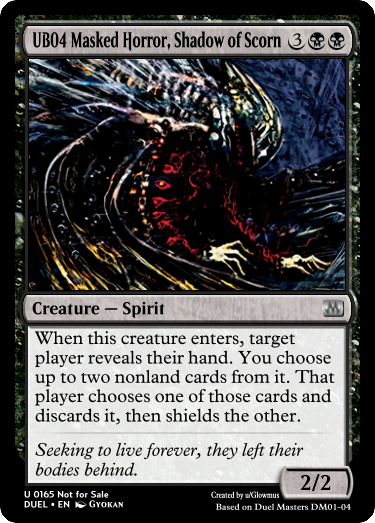 UB04 Masked Horror, Shadow of Scorn 3
Creature — Spirit
When this creature enters, target
player reveals their hand. You choose
up to two nonland cards from it. That
player chooses one of those cards and
discards it, then shields the other.
Seeking to live forever, they left their
bodies behind.
2/2
U 0165 Not for Sale
DUEL • EN Gyokan
Created by u/Glowmus
Based on Duel Masters DM01-04